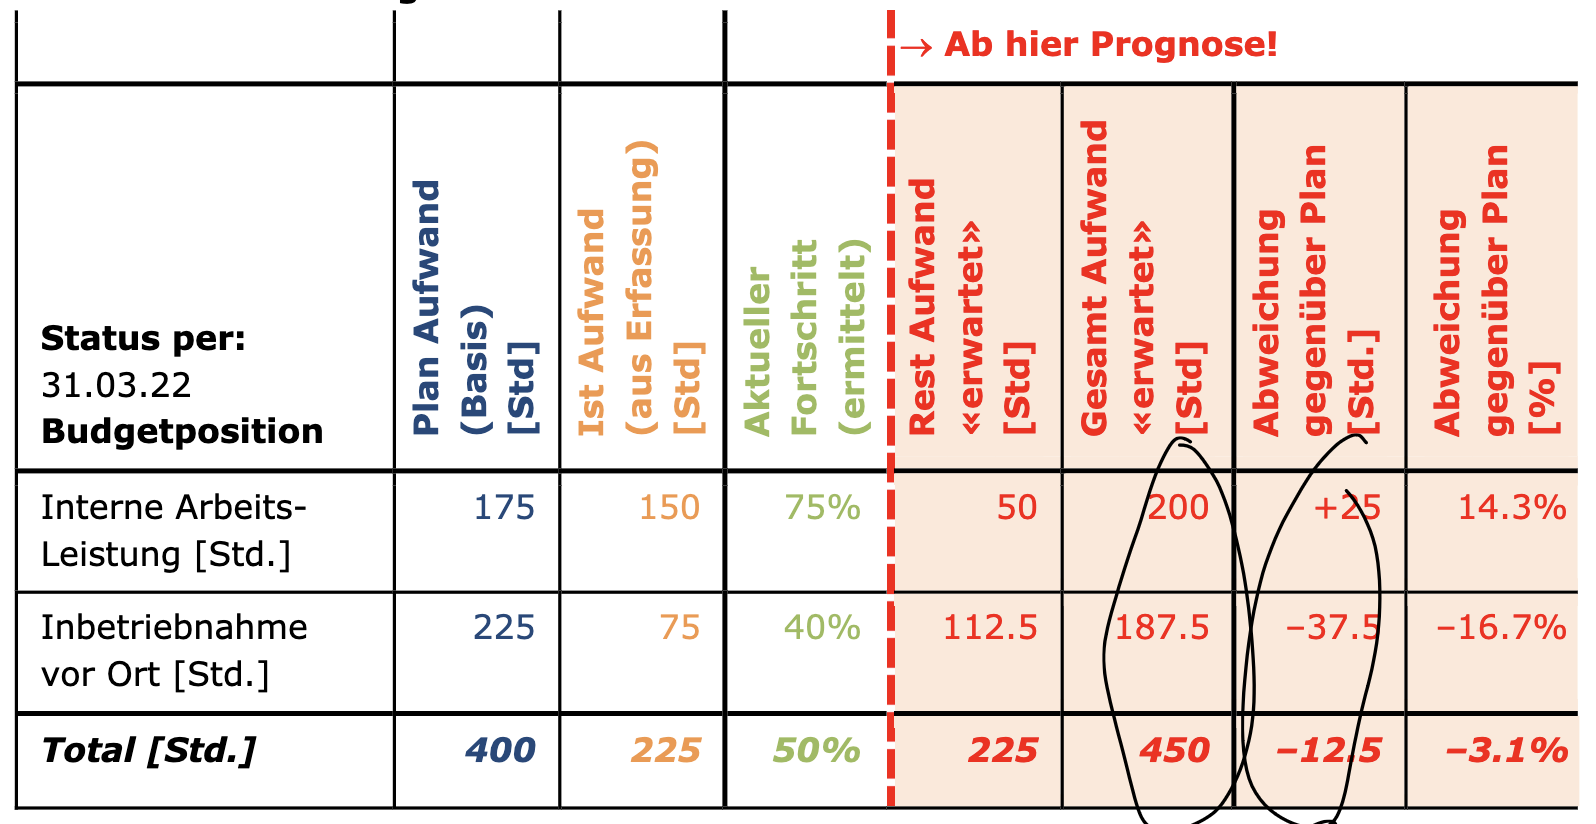 → Ab hier Prognose!
Status per:
31.03.22
Budgetposition
Plan Aufwand
(Basis)
[Std]
Ist Aufwand
(aus Erfassung)
[Std]
Aktueller
Fortschritt
(ermittelt)
Rest Aufwand
«erwartet»
[Std]
Gesamt Aufwand
«erwartet»
[Std]
Abweichung
gegenüber Plan
[Std.]
Abweichung
gegenüber Plan
[%]
Interne Arbeits-
Leistung [Std.]
175
150
75%
50
200
+25
14.3%
Inbetriebnahme
vor Ort [Std.]
225
75
40%
112.5
187.5
−37.5
−16.7%
Total [Std.]
400
225
50%
225
450
−12.5
−3.1%